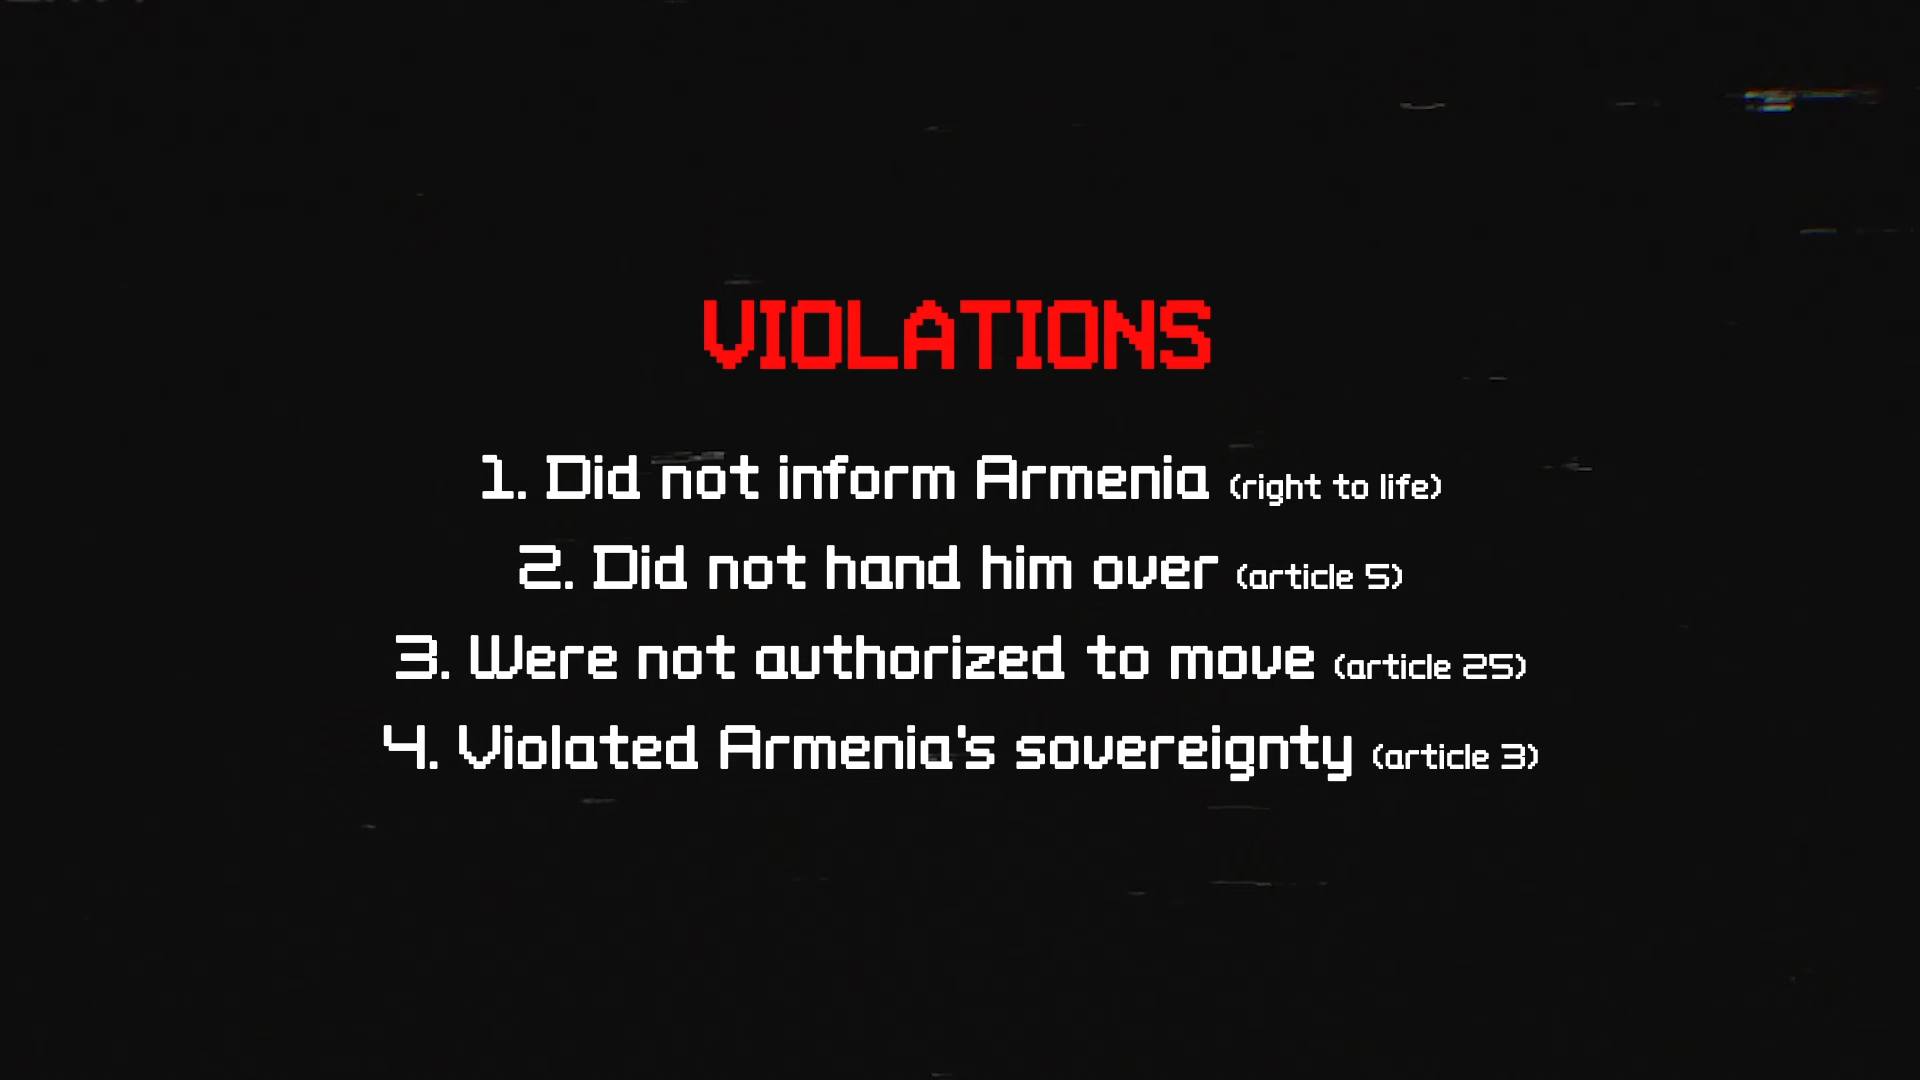 VIOLATIONS
1. Did not inform Armenia (right to life)
2. Did not hand him over (article 5)
3. Were not authorized to move (article 25)
4. Violated Armenia's sovereignty (article 3)